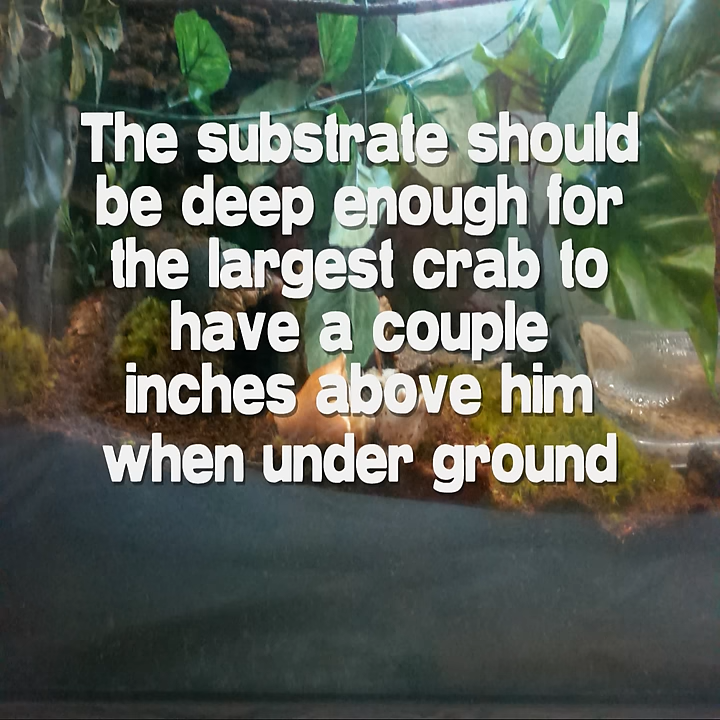 The substrate should
be deep enough for
the largest crab to
have a couple
inches above him
when under ground